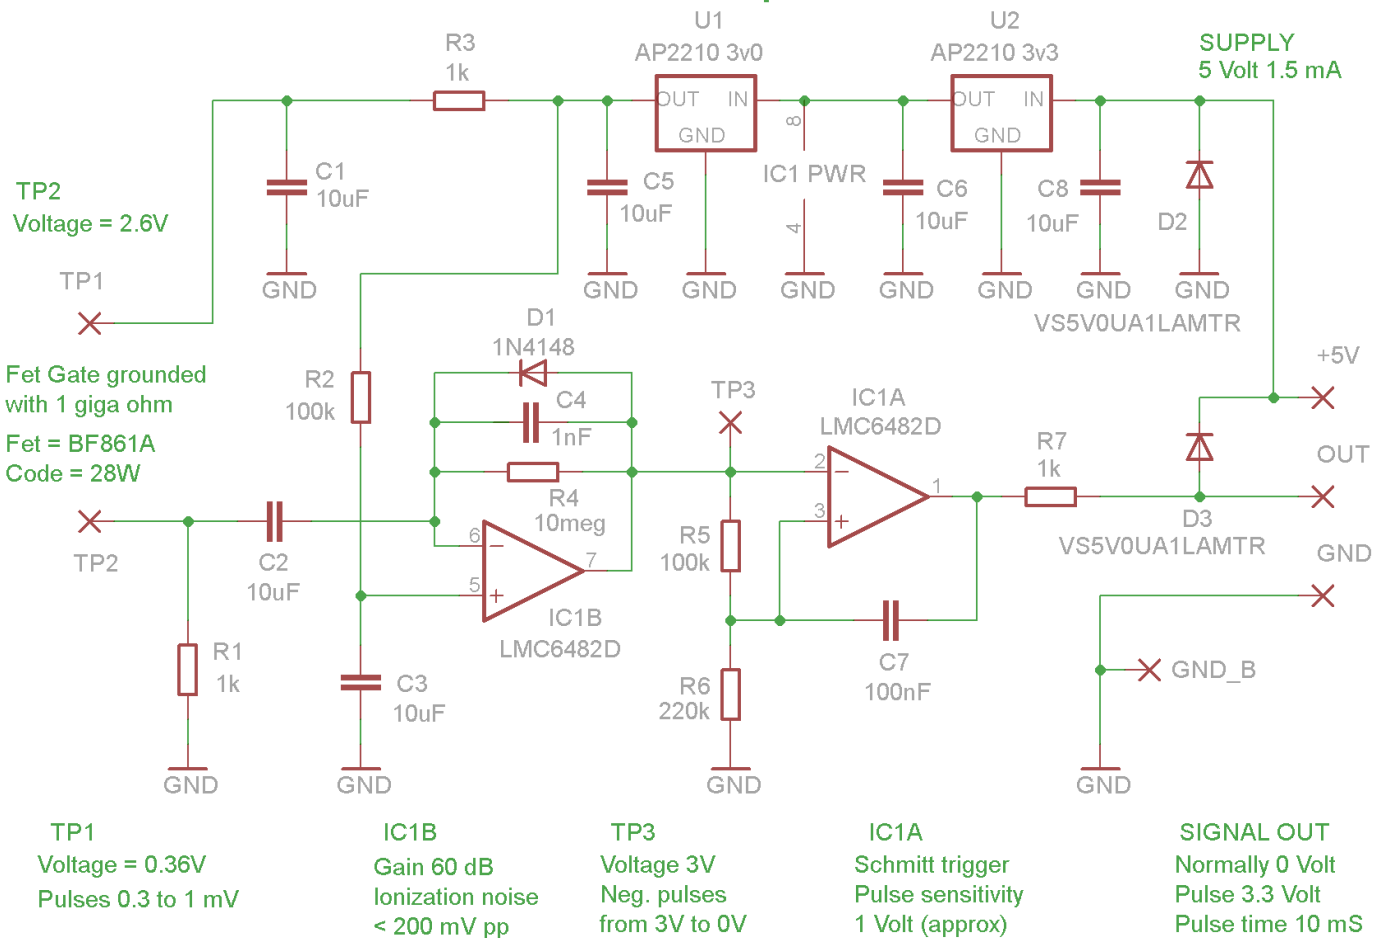 U1
AP2210 3v0
U2
AP2210 3v3
SUPPLY
5 Volt 1.5 mA
R3
1k
OUT
IN
GND
OUT
IN
GND
8
IC1 PWR
4
C1
10uF
C5
10uF
C6
10uF
C8
10uF
D2
TP2
Voltage = 2.6V
GND
GND
GND
GND
GND
GND
GND
GND
VS5V0UA1LAMTR
TP1
Fet Gate grounded
with 1 giga ohm
Fet = BF861A
Code = 28W
R2
100k
D1
1N4148
C4
1nF
R4
10meg
TP3
IC1A
LMC6482D
2
3
1
R7
1k
+5V
OUT
GND
D3
VS5V0UA1LAMTR
TP2
C2
10uF
6
5
7
IC1B
LMC6482D
R5
100k
R1
1k
C3
10uF
R6
220k
C7
100nF
GND_B
GND
GND
GND
GND
TP1
Voltage = 0.36V
Pulses 0.3 to 1 mV
IC1B
Gain 60 dB
Ionization noise
< 200 mV pp
TP3
Voltage 3V
Neg. pulses
from 3V to 0V
IC1A
Schmitt trigger
Pulse sensitivity
1 Volt (approx)
SIGNAL OUT
Normally 0 Volt
Pulse 3.3 Volt
Pulse time 10 mS